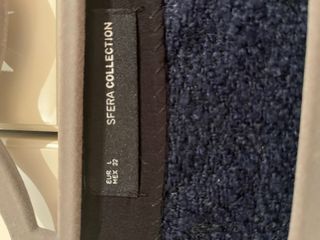 SFERA COLLECTION
EUR L
MEX 32